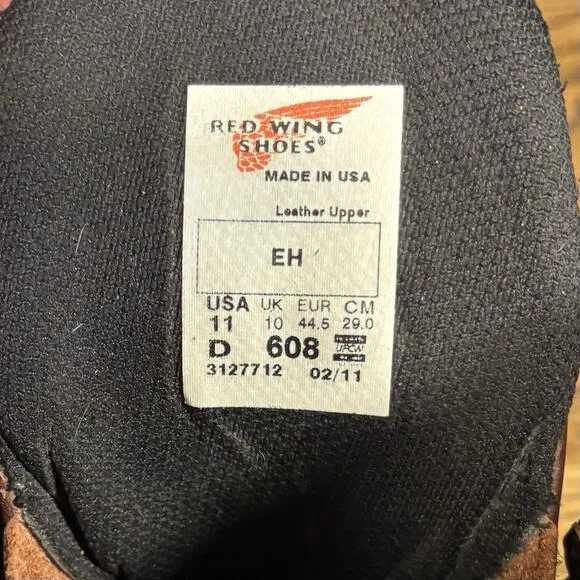 RED WING
SHOES®
MADE IN USA
Leather Upper
EH
USA UK EUR CM
11 10 44.5 29.0
D 608 UFCW
3127712 02/11